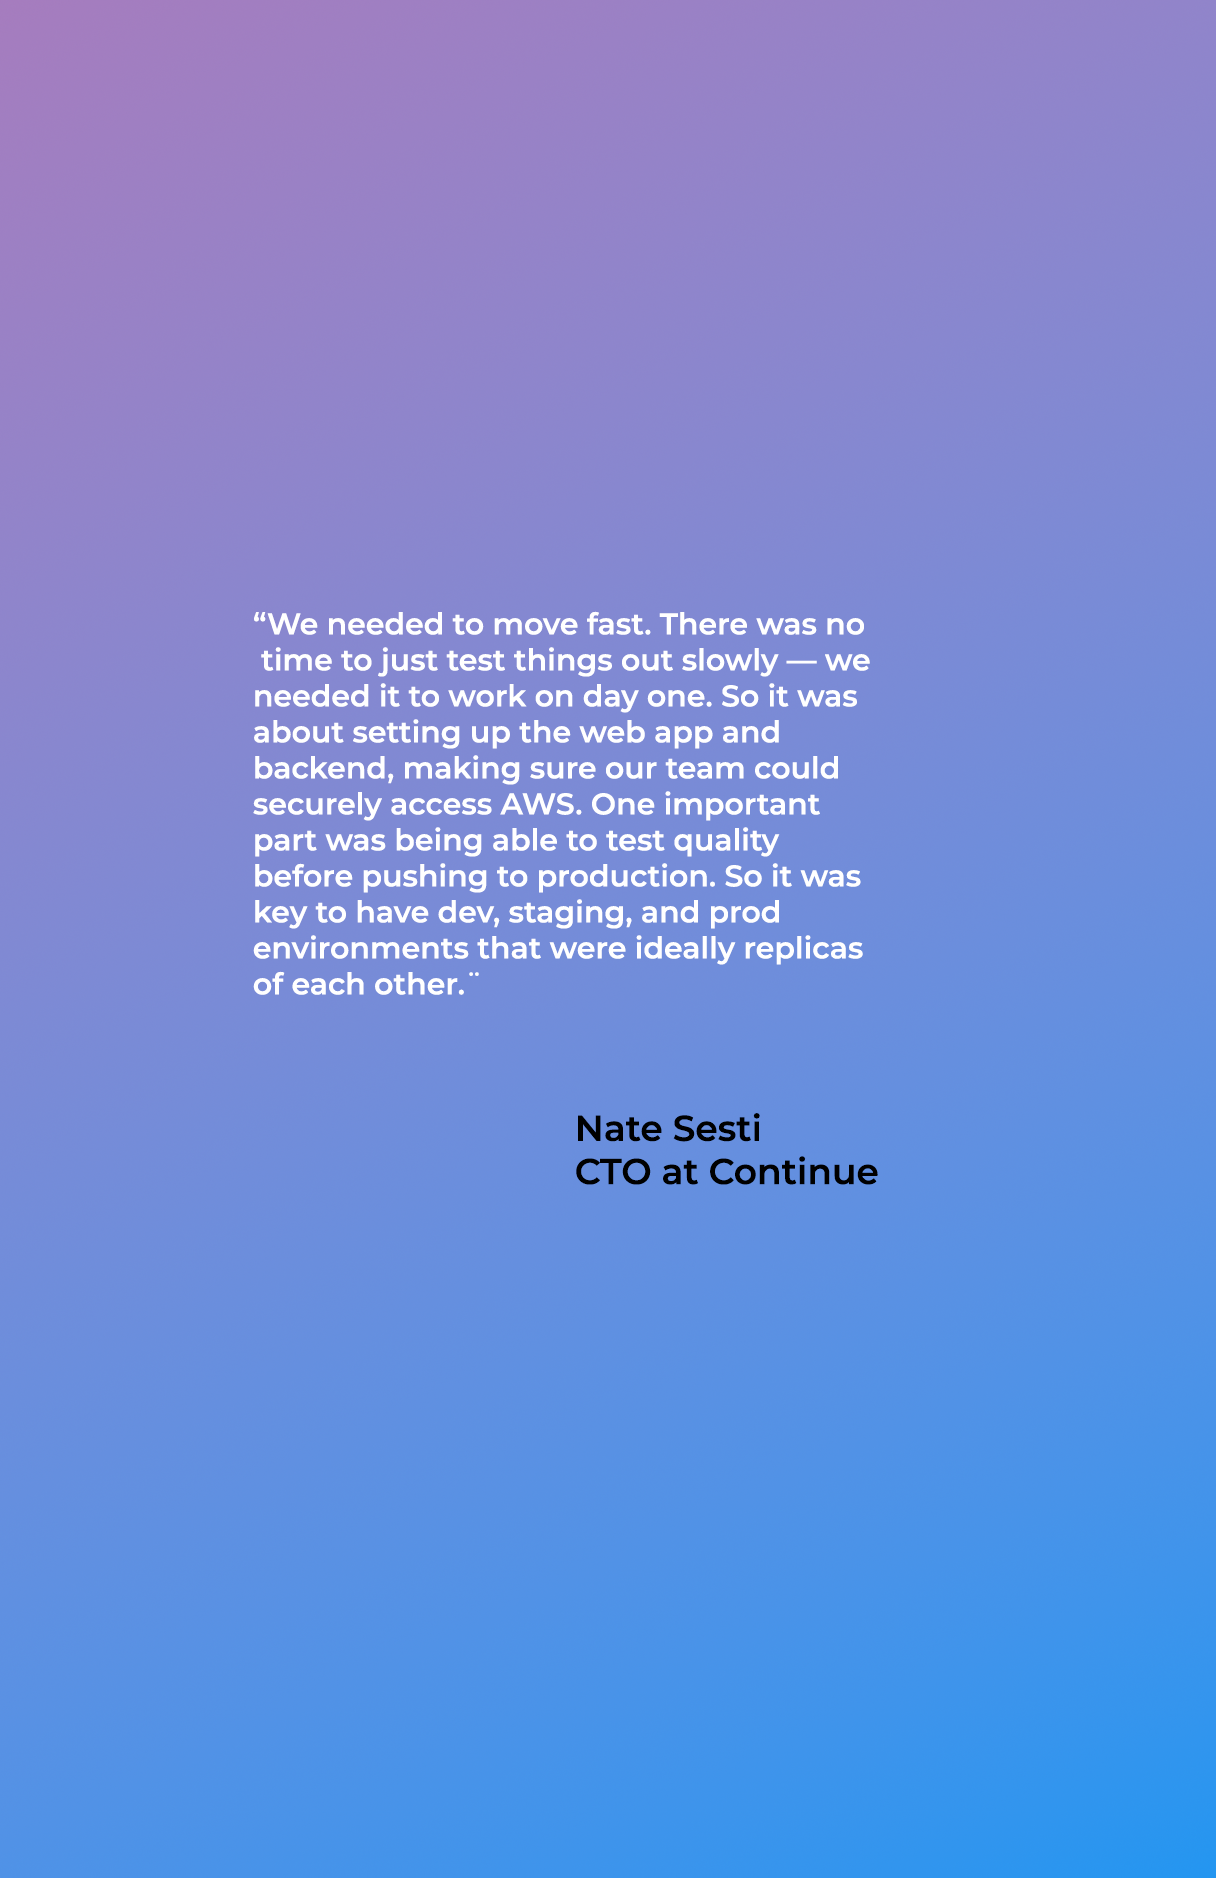 “We needed to move fast. There was no
time to just test things out slowly — we
needed it to work on day one. So it was
about setting up the web app and
backend, making sure our team could
securely access AWS. One important
part was being able to test quality
before pushing to production. So it was
key to have dev, staging, and prod
environments that were ideally replicas
of each other.¨
Nate Sesti
CTO at Continue